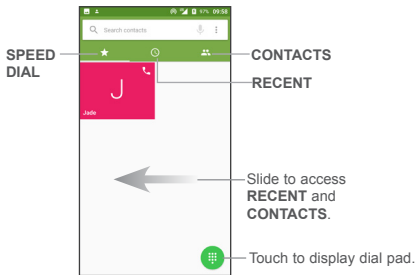 57% 09:58
Search contacts
SPEED
DIAL
CONTACTS
RECENT
J
Jade
Slide to access
RECENT and
CONTACTS.
Touch to display dial pad.